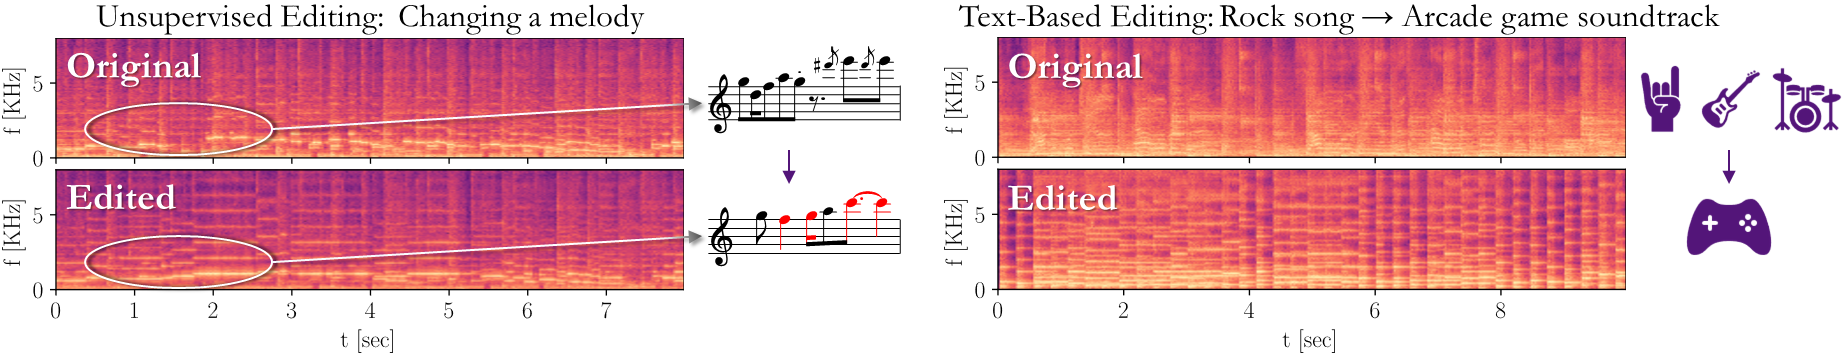 Unsupervised Editing: Changing a melody
Original
f [KHz]
5
0
Edited
f [KHz]
5
0
0 1 2 3 4 5 6 7
t [sec]
Text-Based Editing: Rock song → Arcade game soundtrack
Original
f [KHz]
5
0
Edited
f [KHz]
5
0
0 2 4 6 8
t [sec]